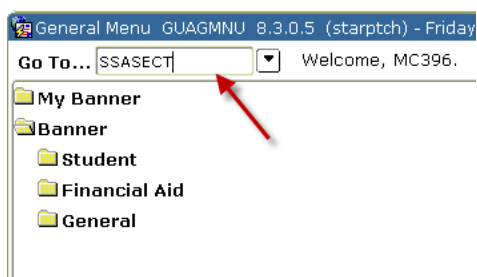 General Menu GUAGMNU 8.3.0.5 (starptch) - Friday
Go To... SSASECT Welcome, MC396.
My Banner
Banner
Student
Financial Aid
General